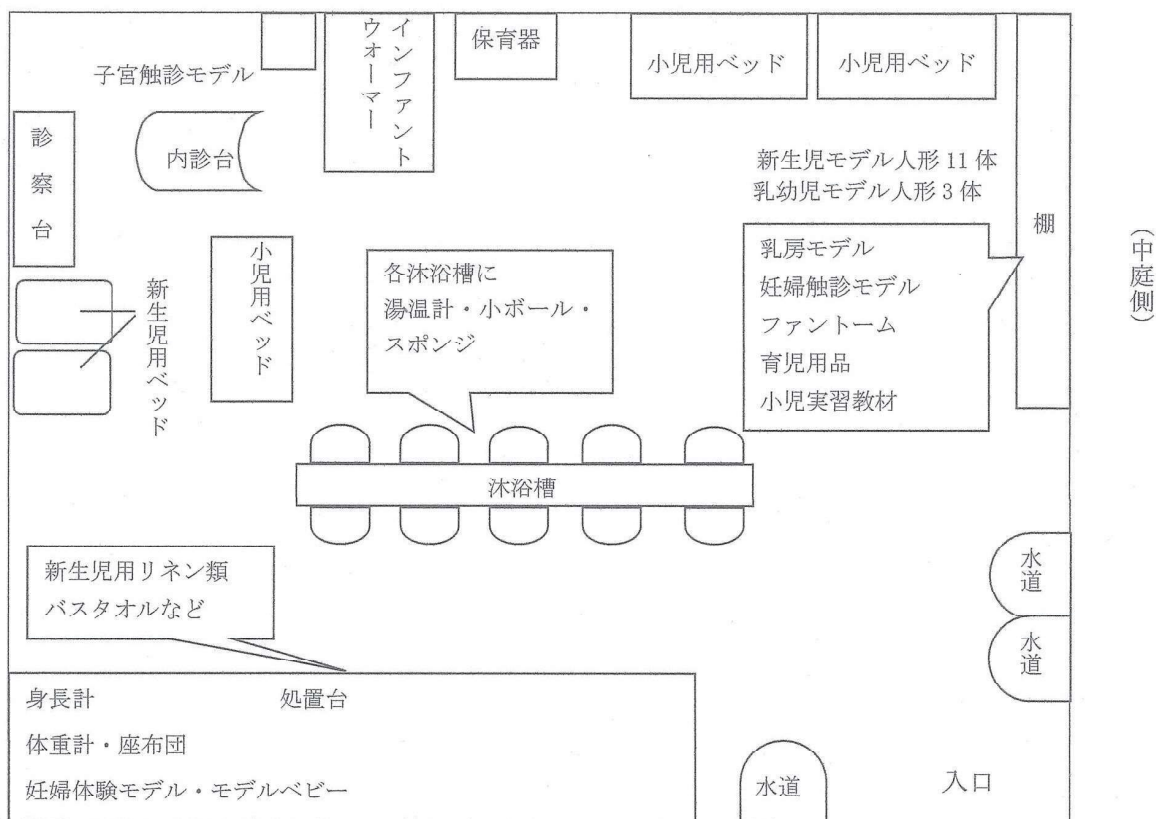 インファント
ウオーマー
保育器
小児用ベッド
小児用ベッド
子宮触診モデル
診察台
内診台
新生児モデル人形 11 体
乳幼児モデル人形 3 体
棚
(中庭側)
小児用ベッド
新生児用ベッド
各沐浴槽に
湯温計・小ボール・
スポンジ
乳房モデル
妊婦触診モデル
ファントーム
育児用品
小児実習教材
沐浴槽
新生児用リネン類
バスタオルなど
水道
水道
身長計
処置台
体重計・座布団
妊婦体験モデル・モデルベビー
水道
入口